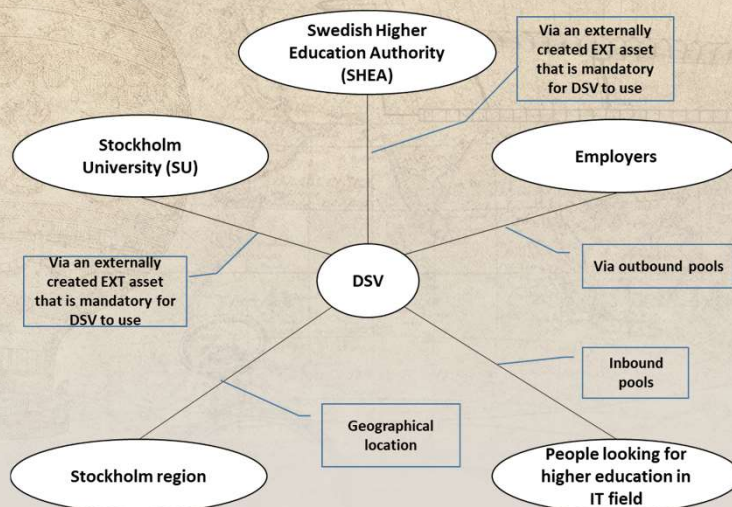 Swedish Higher
Education Authority
(SHEA)
Via an externally
created EXT asset
that is mandatory
for DSV to use
Stockholm
University (SU)
Employers
Via an externally
created EXT asset
that is mandatory for
DSV to use
DSV
Via outbound pools
Inbound
pools
Geographical
location
Stockholm region
People looking for
higher education in
IT field